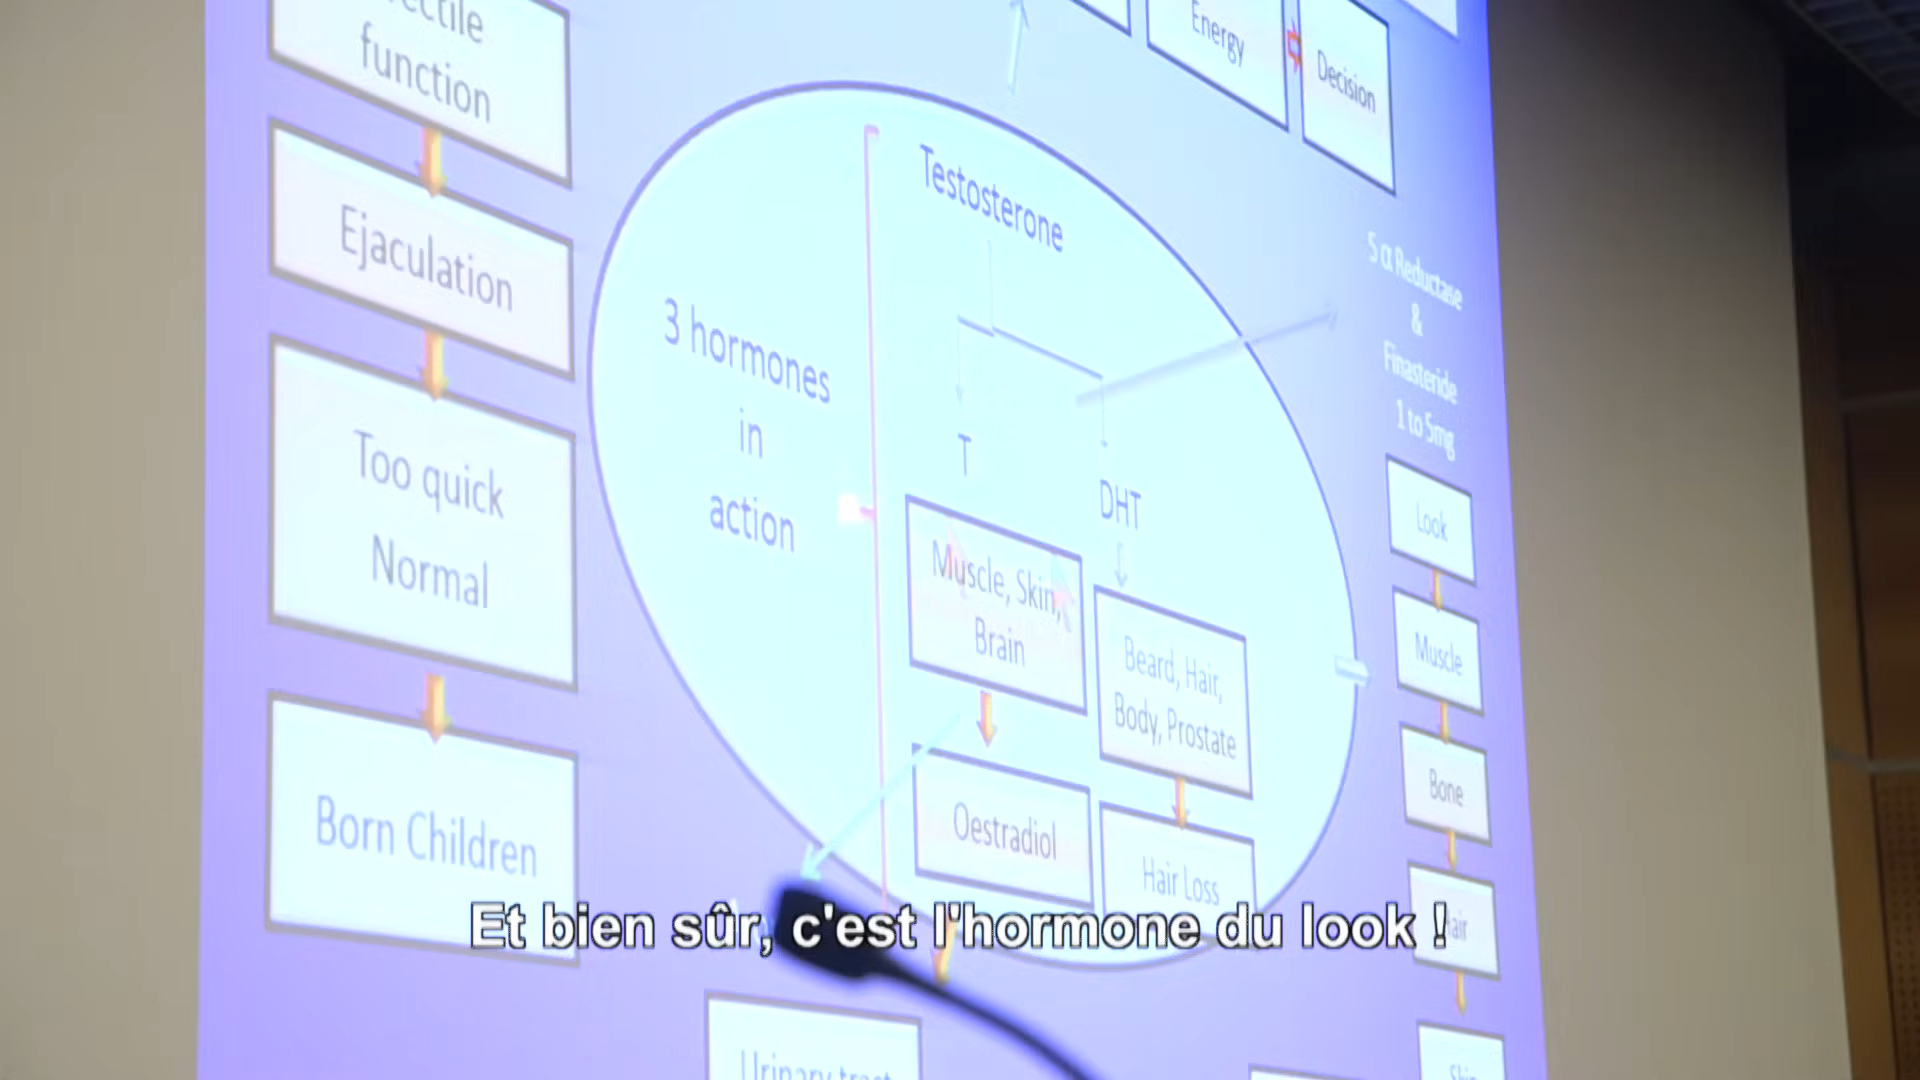 function
Ejaculation
Too quick
Normal
Born Children
3 hormones
in
action
Testosterone
T
DHT
Muscle, Skin,
Brain
Beard, Hair,
Body, Prostate
Oestradiol
Hair Loss
Energy
Decision
5 α Reductase
&
Finasteride
1 to 5mg
Look
Muscle
Bone
Et bien sûr, c'est l'hormone du look !
Urinary tract